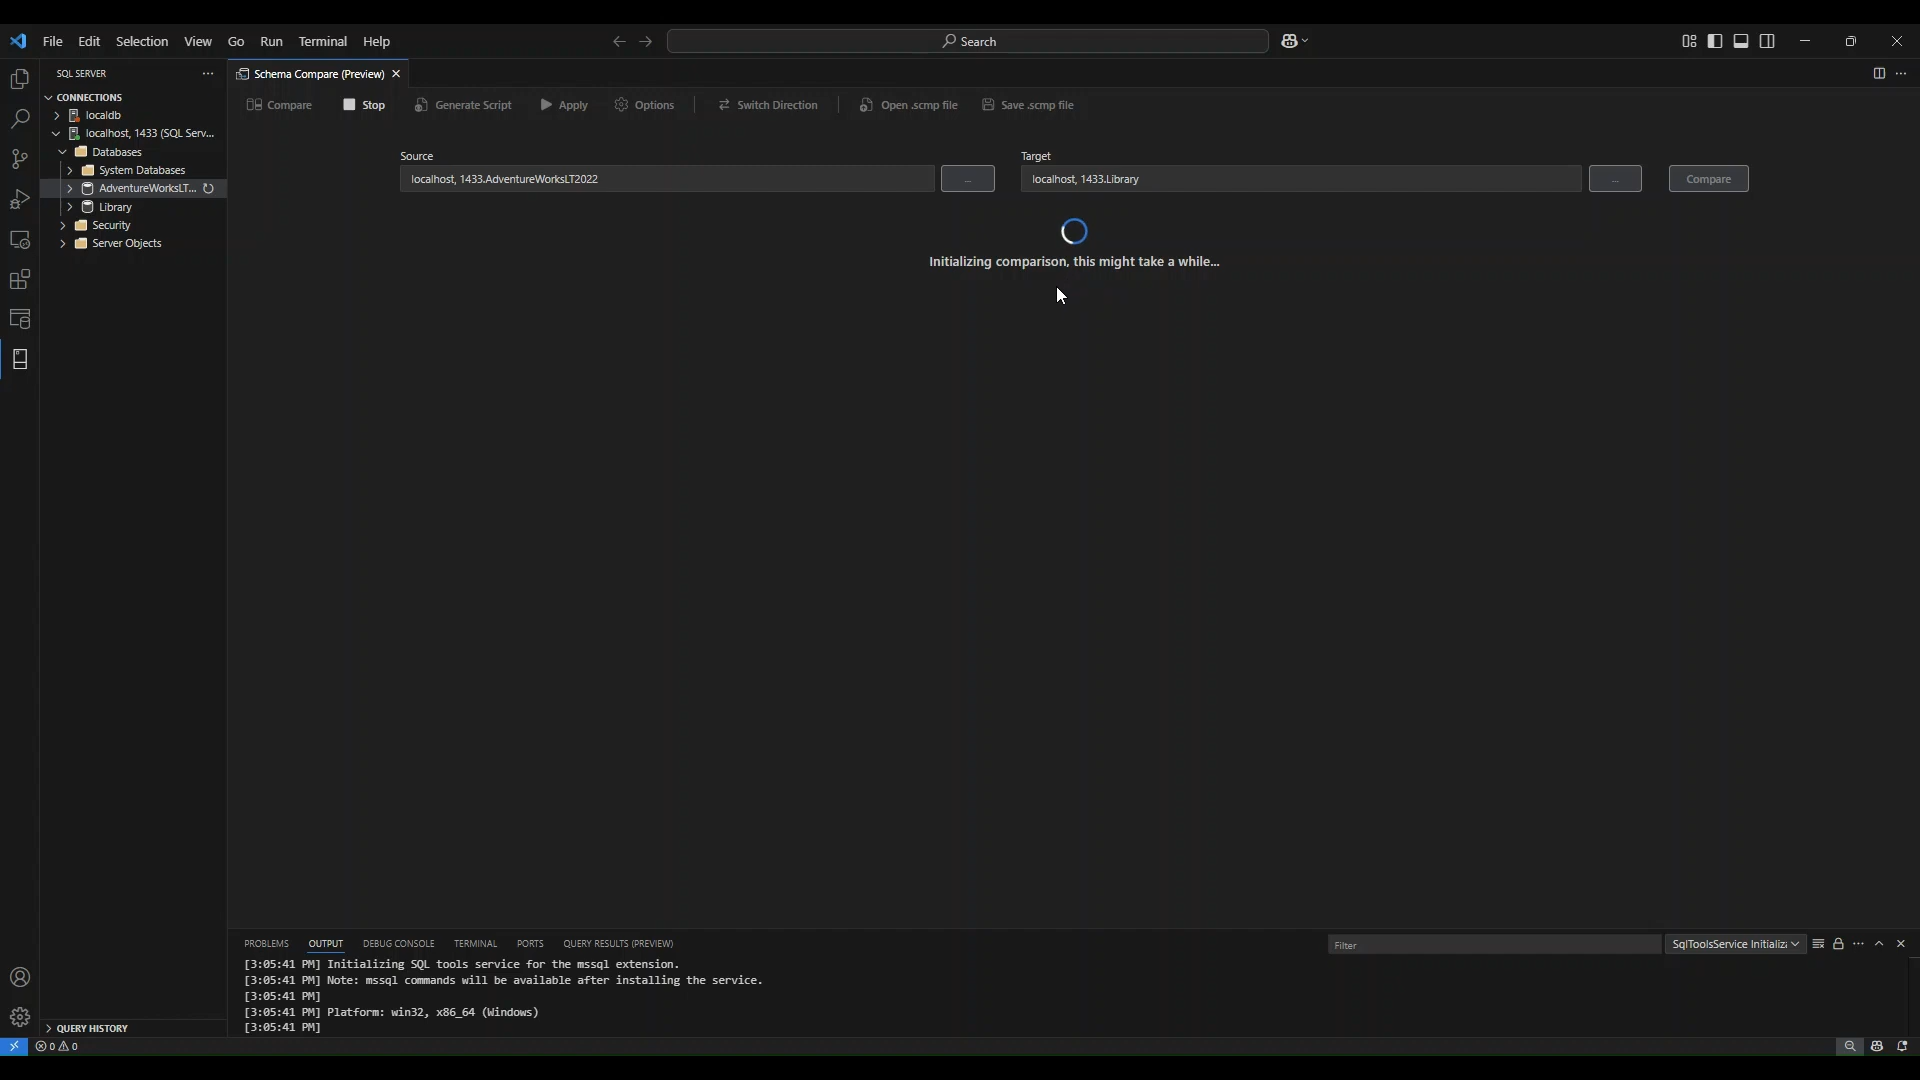 File Edit Selection View Go Run Terminal Help
Search
SQL SERVER
Schema Compare (Preview)
CONNECTIONS
localdb
localhost, 1433 (SQL Serv...
Databases
System Databases
AdventureWorksLT...
Library
Security
Server Objects
Compare Stop Generate Script Apply Options Switch Direction Open .scmp file Save .scmp file
Source
localhost, 1433.AdventureWorksLT2022
...
Target
localhost, 1433.Library
...
Compare
Initializing comparison, this might take a while...
PROBLEMS OUTPUT DEBUG CONSOLE TERMINAL PORTS QUERY RESULTS (PREVIEW)
Filter
SqlToolsService Initializ
[3:05:41 PM] Initializing SQL tools service for the mssql extension.
[3:05:41 PM] Note: mssql commands will be available after installing the service.
[3:05:41 PM]
[3:05:41 PM] Platform: win32, x86_64 (Windows)
[3:05:41 PM]
QUERY HISTORY
0 0